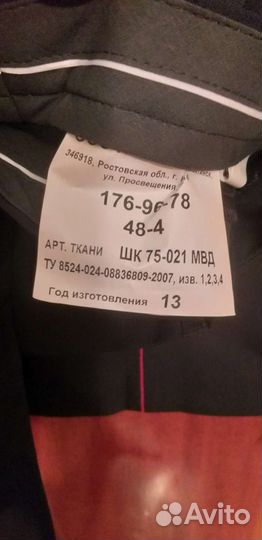 346918, Ростовская обл., г.
ул. Просвещения,
176-96-78
48-4
АРТ. ТКАНИ ШК 75-021 МВД
ТУ 8524-024-08836809-2007, изв. 1,2,3,4
Год изготовления 13
Avito